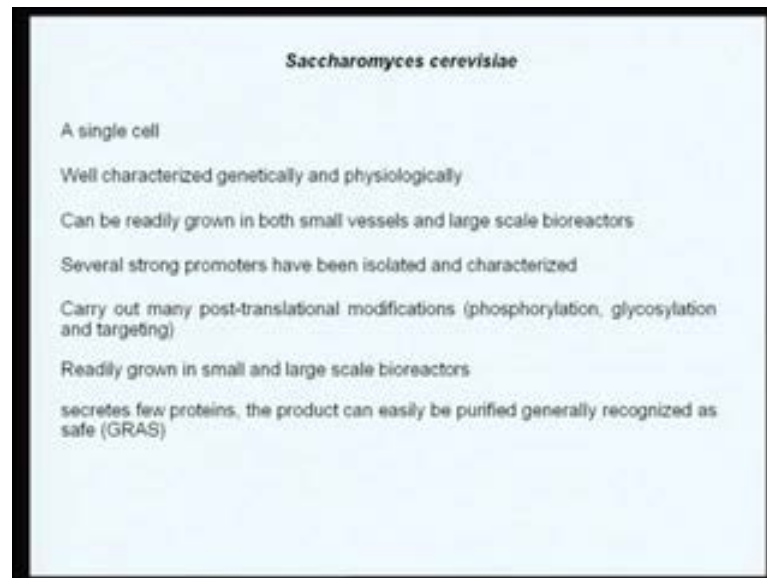 Saccharomyces cerevisiae
A single cell
Well characterized genetically and physiologically
Can be readily grown in both small vessels and large scale bioreactors
Several strong promoters have been isolated and characterized
Carry out many post-translational modifications (phosphorylation, glycosylation
and targeting)
Readily grown in small and large scale bioreactors
secretes few proteins, the product can easily be purified generally recognized as
safe (GRAS)